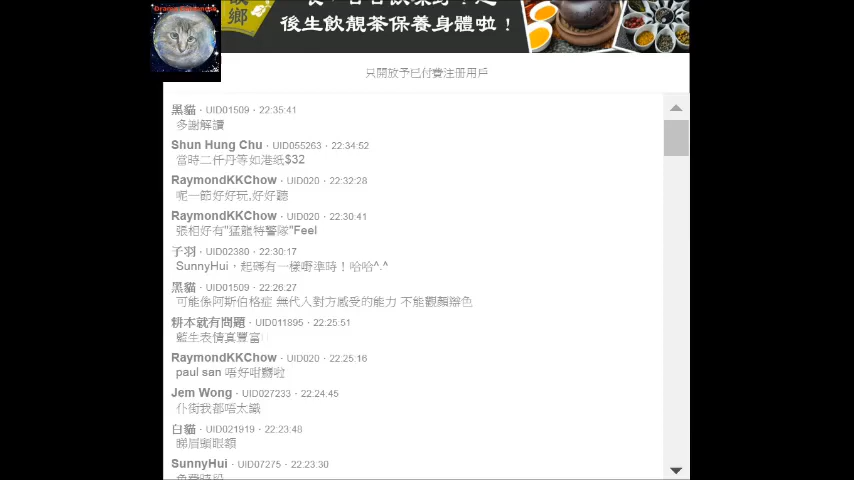 後生飲靚茶保養身體啦！
只開放予已付費注册用戶
黑貓 · UID01509 · 22:35:41
多謝解讀
Shun Hung Chu · UID055263 · 22:34:52
當時二仟丹等如港纸$32
RaymondKKChow · UID020 · 22:32:28
呢一節好好玩,好好聽
RaymondKKChow · UID020 · 22:30:41
張相好有"猛龍特警隊"Feel
子羽 · UID02380 · 22:30:17
SunnyHui，起碼有一樣嘢準時！哈哈^.^
黑貓 · UID01509 · 22:26:27
可能係阿斯伯格症 無代入對方感受的能力 不能觀顏辯色
耕本就有問題 · UID011895 · 22:25:51
藍生表情真豐富
RaymondKKChow · UID020 · 22:25:16
paul san 唔好咁嬲啦
Jem Wong · UID027233 · 22:24:45
仆街我都唔太識
白貓 · UID021919 · 22:23:48
睇眉頭眼額
SunnyHui · UID07275 · 22:23:30